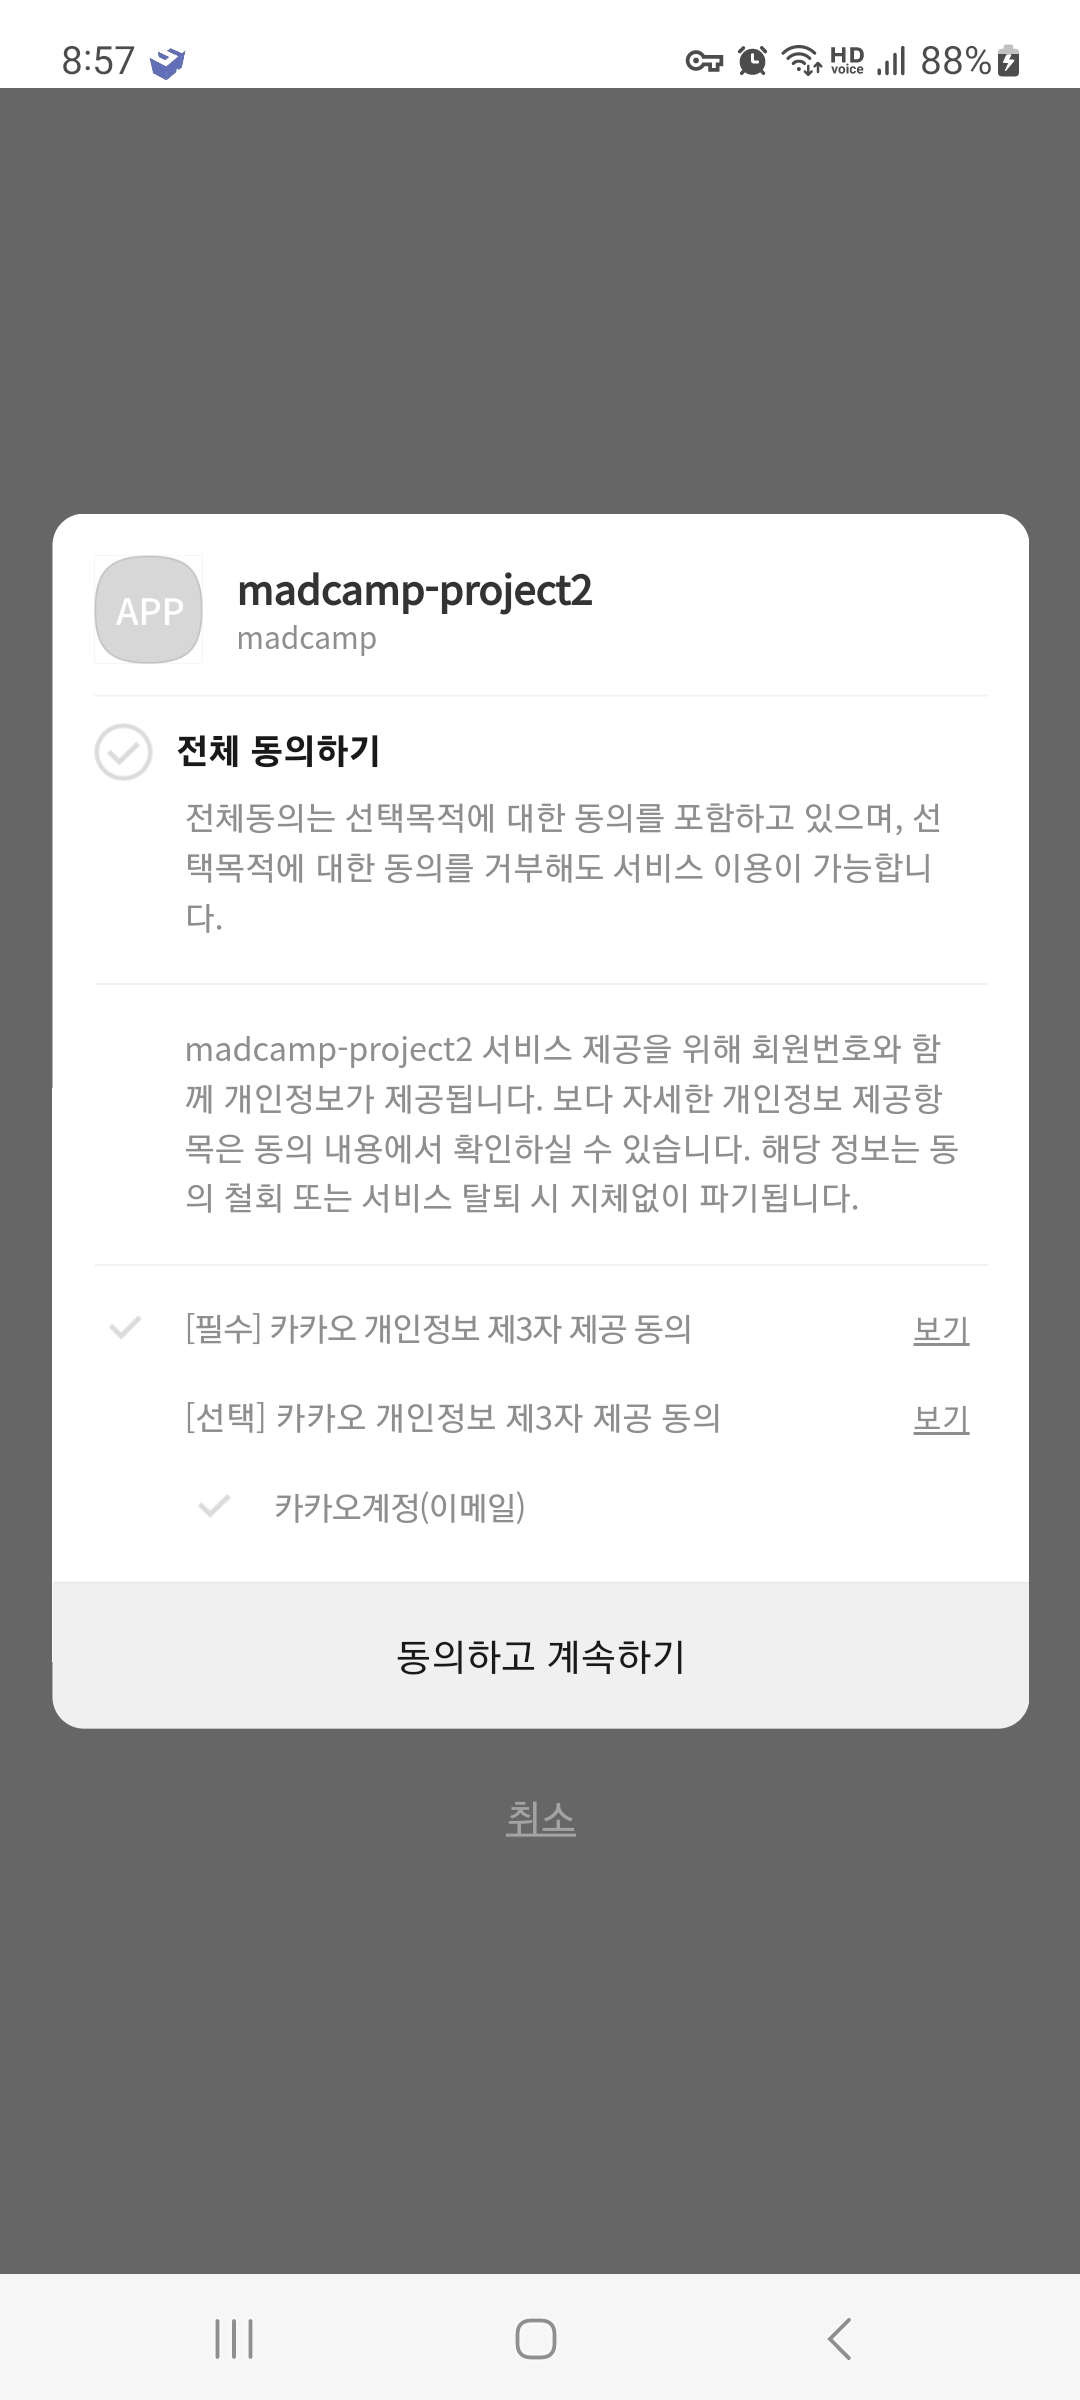 8:57
HD voice
88%
APP
madcamp-project2
madcamp
전체 동의하기
전체동의는 선택목적에 대한 동의를 포함하고 있으며, 선
택목적에 대한 동의를 거부해도 서비스 이용이 가능합니
다.
madcamp-project2 서비스 제공을 위해 회원번호와 함
께 개인정보가 제공됩니다. 보다 자세한 개인정보 제공항
목은 동의 내용에서 확인하실 수 있습니다. 해당 정보는 동
의 철회 또는 서비스 탈퇴 시 지체없이 파기됩니다.
[필수] 카카오 개인정보 제3자 제공 동의 보기
[선택] 카카오 개인정보 제3자 제공 동의 보기
카카오계정(이메일)
동의하고 계속하기
취소